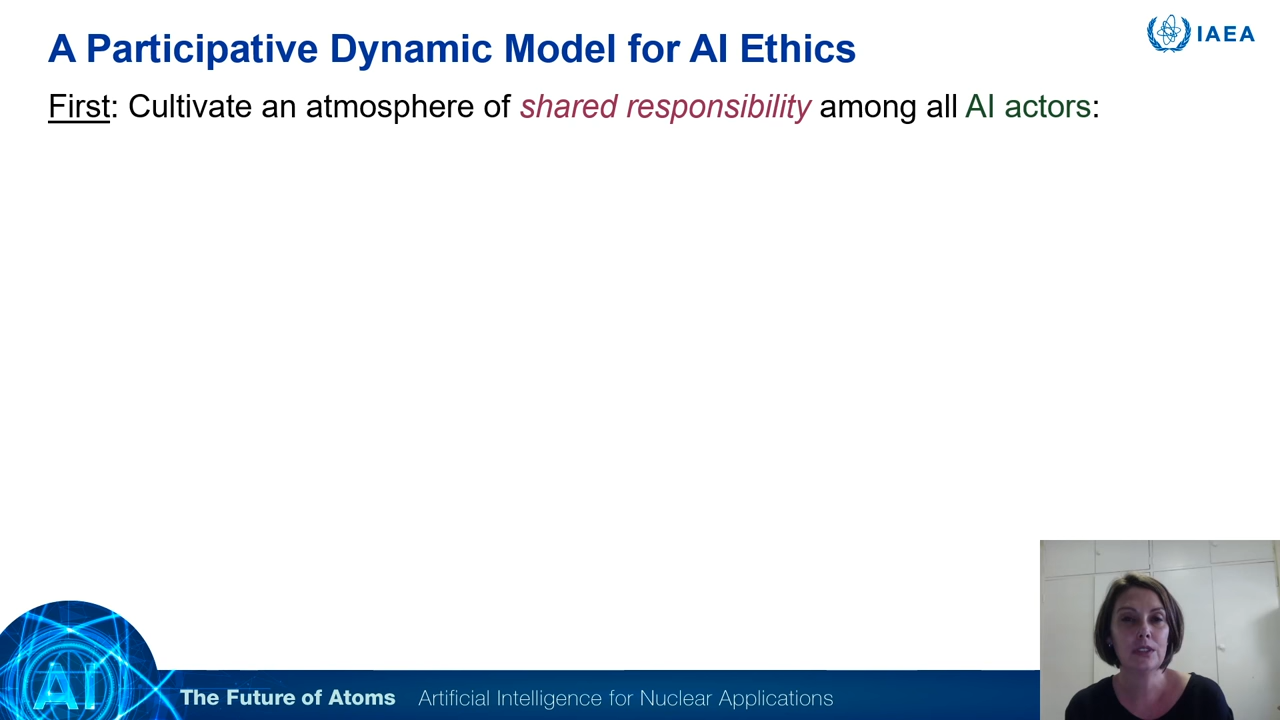 A Participative Dynamic Model for AI Ethics
IAEA
First: Cultivate an atmosphere of shared responsibility among all AI actors:
AI
The Future of Atoms Artificial Intelligence for Nuclear Applications